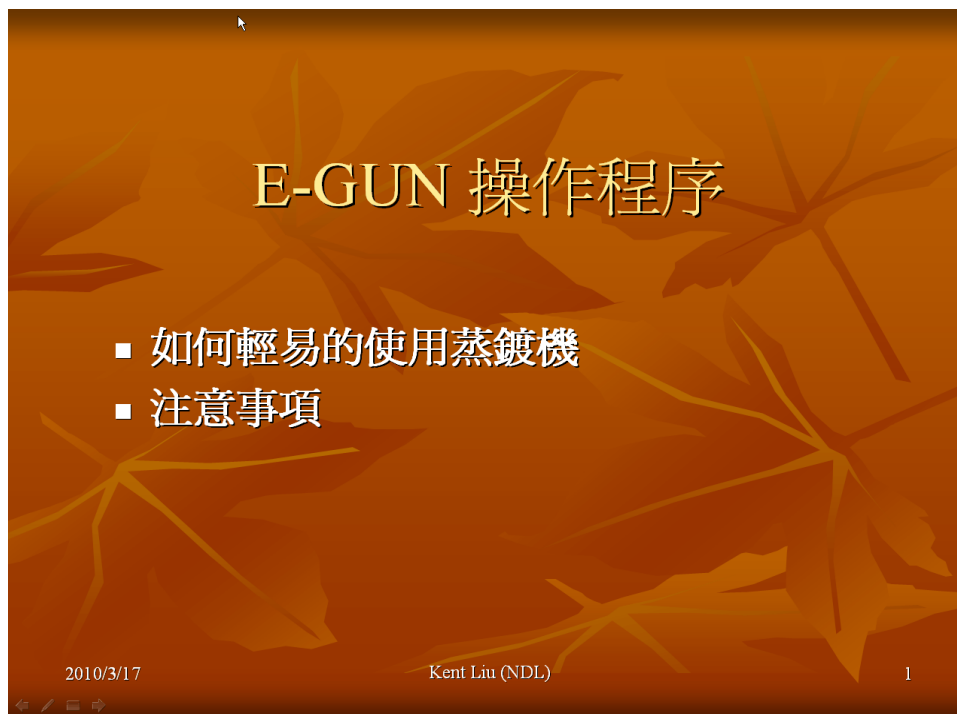 E-GUN 操作程序
如何輕易的使用蒸鍍機
注意事項
2010/3/17
Kent Liu (NDL)
1